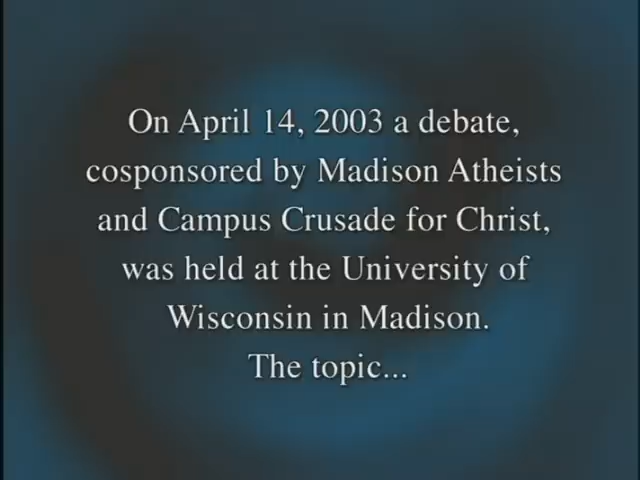 On April 14, 2003 a debate,
cosponsored by Madison Atheists
and Campus Crusade for Christ,
was held at the University of
Wisconsin in Madison.
The topic...